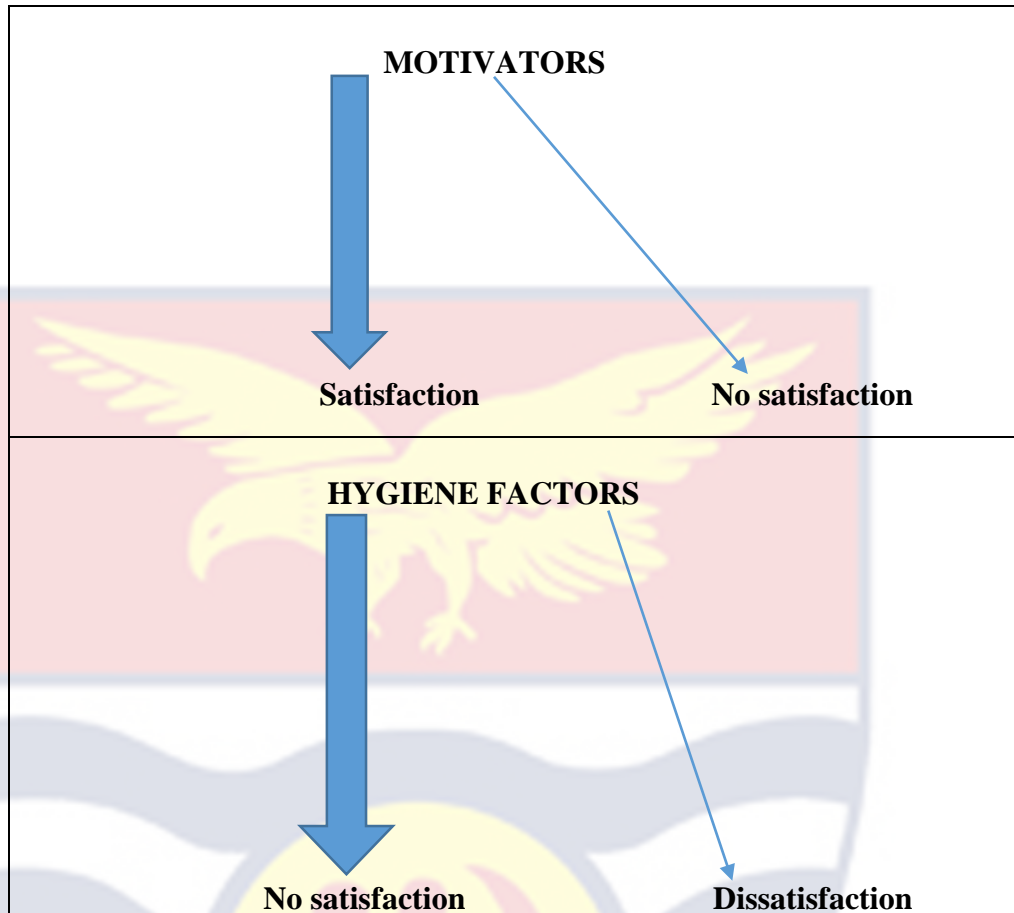 MOTIVATORS
Satisfaction No satisfaction
HYGIENE FACTORS
No satisfaction Dissatisfaction